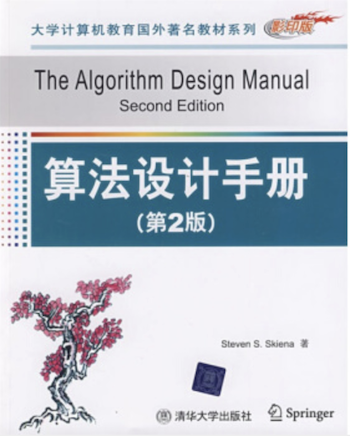 大学计算机教育国外著名教材系列
影印版
The Algorithm Design Manual
Second Edition
算法设计手册
(第2版)
Steven S. Skiena 著
清华大学出版社
Springer